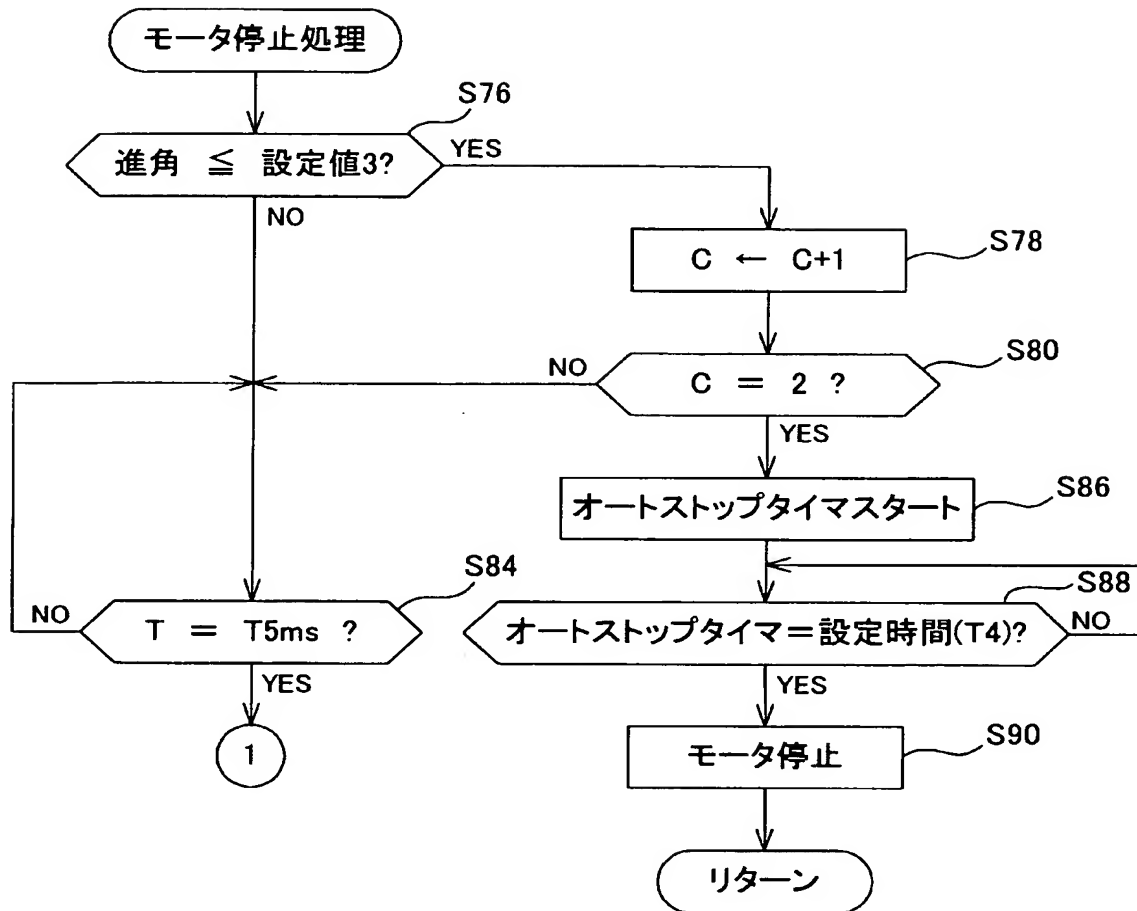 モータ停止処理
S76
進角 ≦ 設定値3?
YES
NO
C ← C+1
S78
S80
NO
C = 2 ?
YES
S86
オートストップタイマスタート
S84
S88
NO
T = T5ms ?
オートストップタイマ=設定時間(T4)?
NO
YES
YES
1
モータ停止
S90
リターン